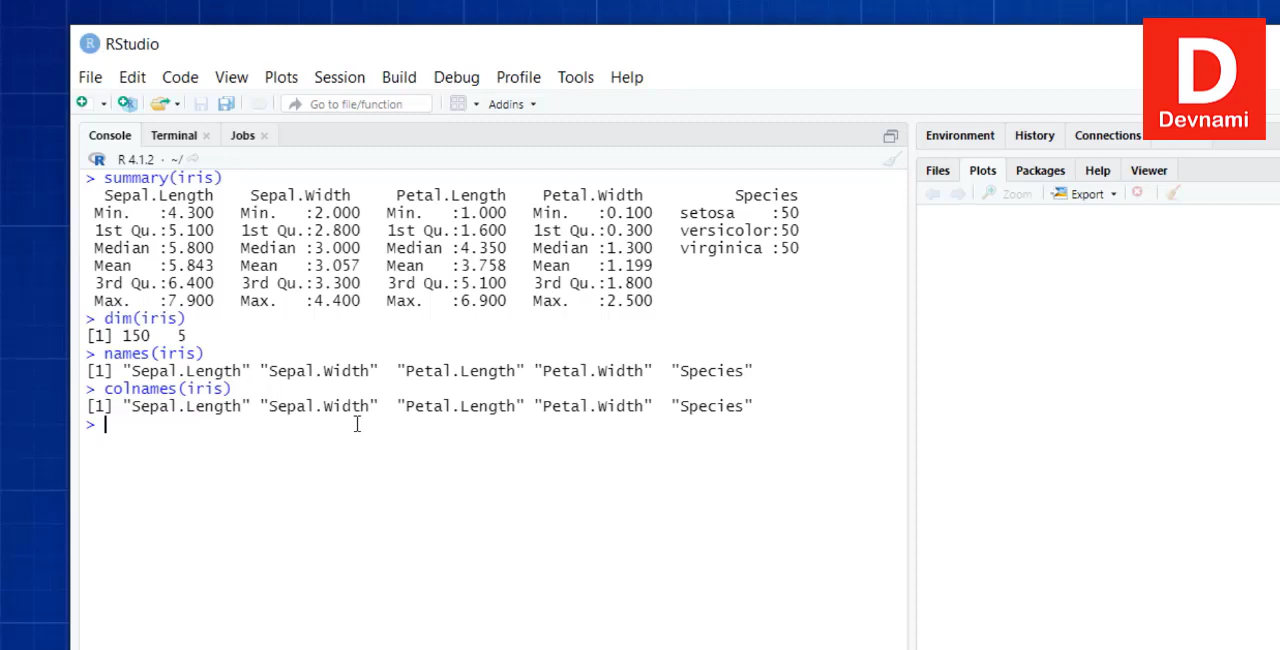 RStudio
File Edit Code View Plots Session Build Debug Profile Tools Help
Go to file/function Addins
Console Terminal Jobs
R 4.1.2 · ~/
> summary(iris)
Sepal.Length Sepal.Width Petal.Length Petal.Width Species
Min. :4.300 Min. :2.000 Min. :1.000 Min. :0.100 setosa :50
1st Qu.:5.100 1st Qu.:2.800 1st Qu.:1.600 1st Qu.:0.300 versicolor:50
Median :5.800 Median :3.000 Median :4.350 Median :1.300 virginica :50
Mean :5.843 Mean :3.057 Mean :3.758 Mean :1.199
3rd Qu.:6.400 3rd Qu.:3.300 3rd Qu.:5.100 3rd Qu.:1.800
Max. :7.900 Max. :4.400 Max. :6.900 Max. :2.500
> dim(iris)
[1] 150 5
> names(iris)
[1] "Sepal.Length" "Sepal.Width" "Petal.Length" "Petal.Width" "Species"
> colnames(iris)
[1] "Sepal.Length" "Sepal.Width" "Petal.Length" "Petal.Width" "Species"
>
Environment History Connections
Files Plots Packages Help Viewer
Zoom Export
D
Devnami